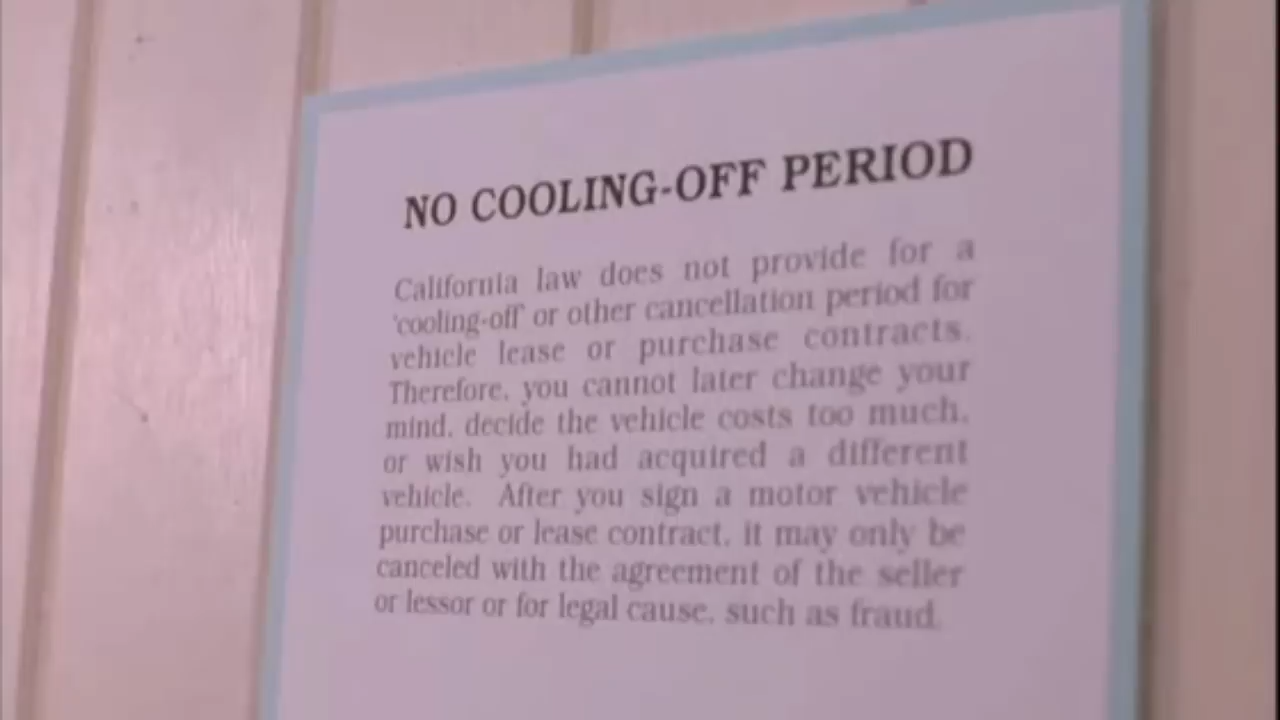 NO COOLING-OFF PERIOD
California law does not provide for a
'cooling-off' or other cancellation period for
vehicle lease or purchase contracts.
Therefore, you cannot later change your
mind, decide the vehicle costs too much,
or wish you had acquired a different
vehicle. After you sign a motor vehicle
purchase or lease contract, it may only be
canceled with the agreement of the seller
or lessor or for legal cause, such as fraud.